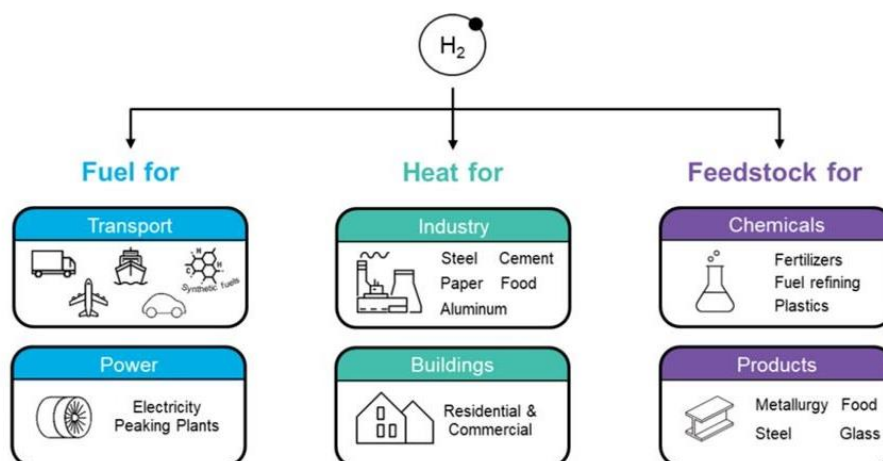 H2
Fuel for
Heat for
Feedstock for
Transport
C
H
H
Synthetic fuels
Industry
Steel Cement
Paper Food
Aluminum
Chemicals
Fertilizers
Fuel refining
Plastics
Power
Electricity
Peaking Plants
Buildings
Residential &
Commercial
Products
Metallurgy Food
Steel Glass